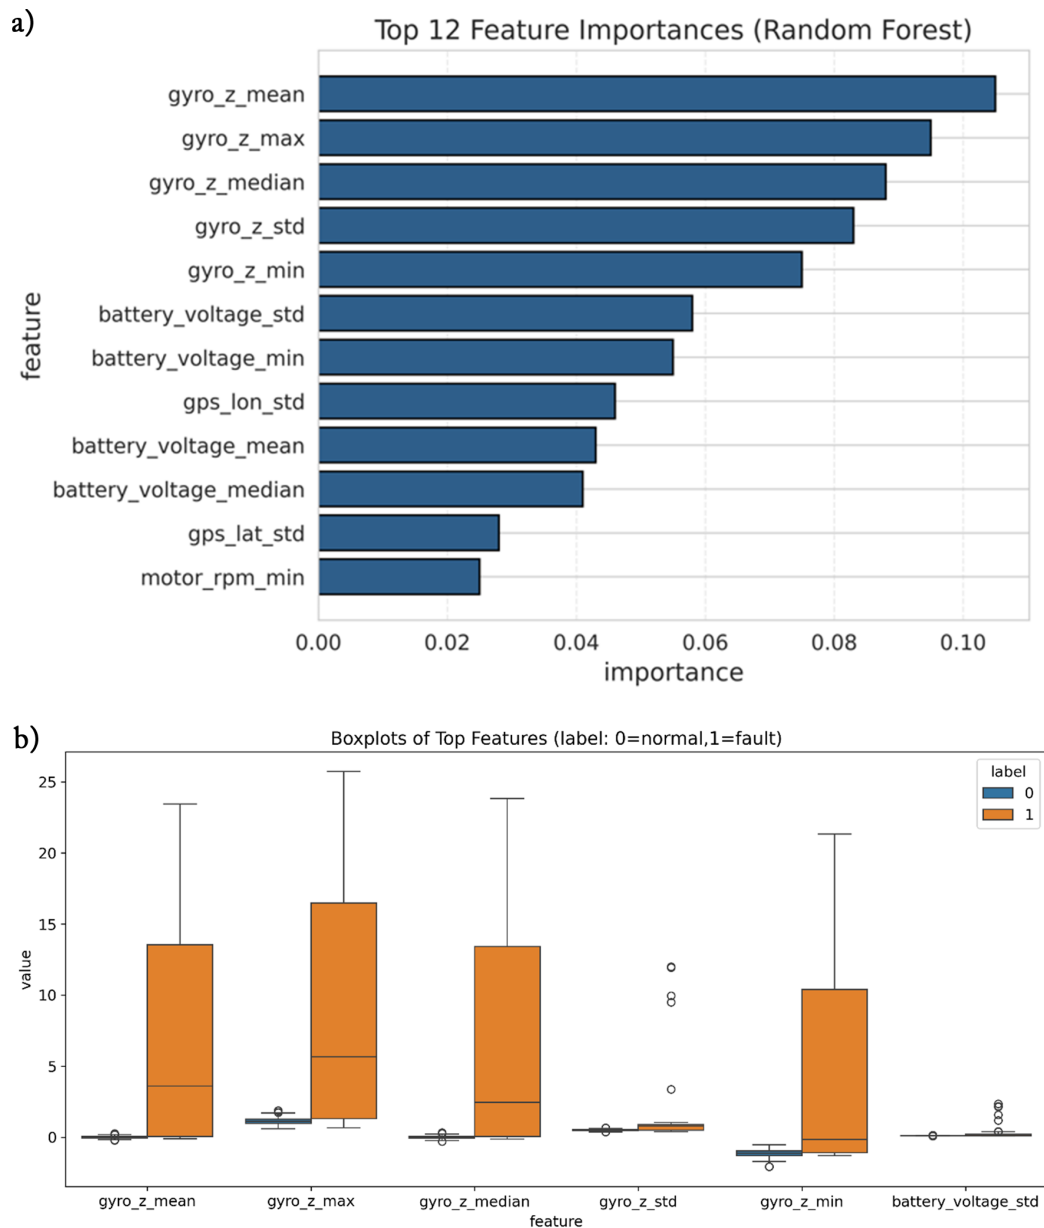 a)
Top 12 Feature Importances (Random Forest)
gyro_z_mean
gyro_z_max
gyro_z_median
gyro_z_std
gyro_z_min
battery_voltage_std
battery_voltage_min
gps_lon_std
battery_voltage_mean
battery_voltage_median
gps_lat_std
motor_rpm_min
feature
0.00 0.02 0.04 0.06 0.08 0.10
importance
b)
Boxplots of Top Features (label: 0=normal,1=fault)
label
0
1
25
20
15
10
5
0
value
gyro_z_mean gyro_z_max gyro_z_median gyro_z_std gyro_z_min battery_voltage_std
feature